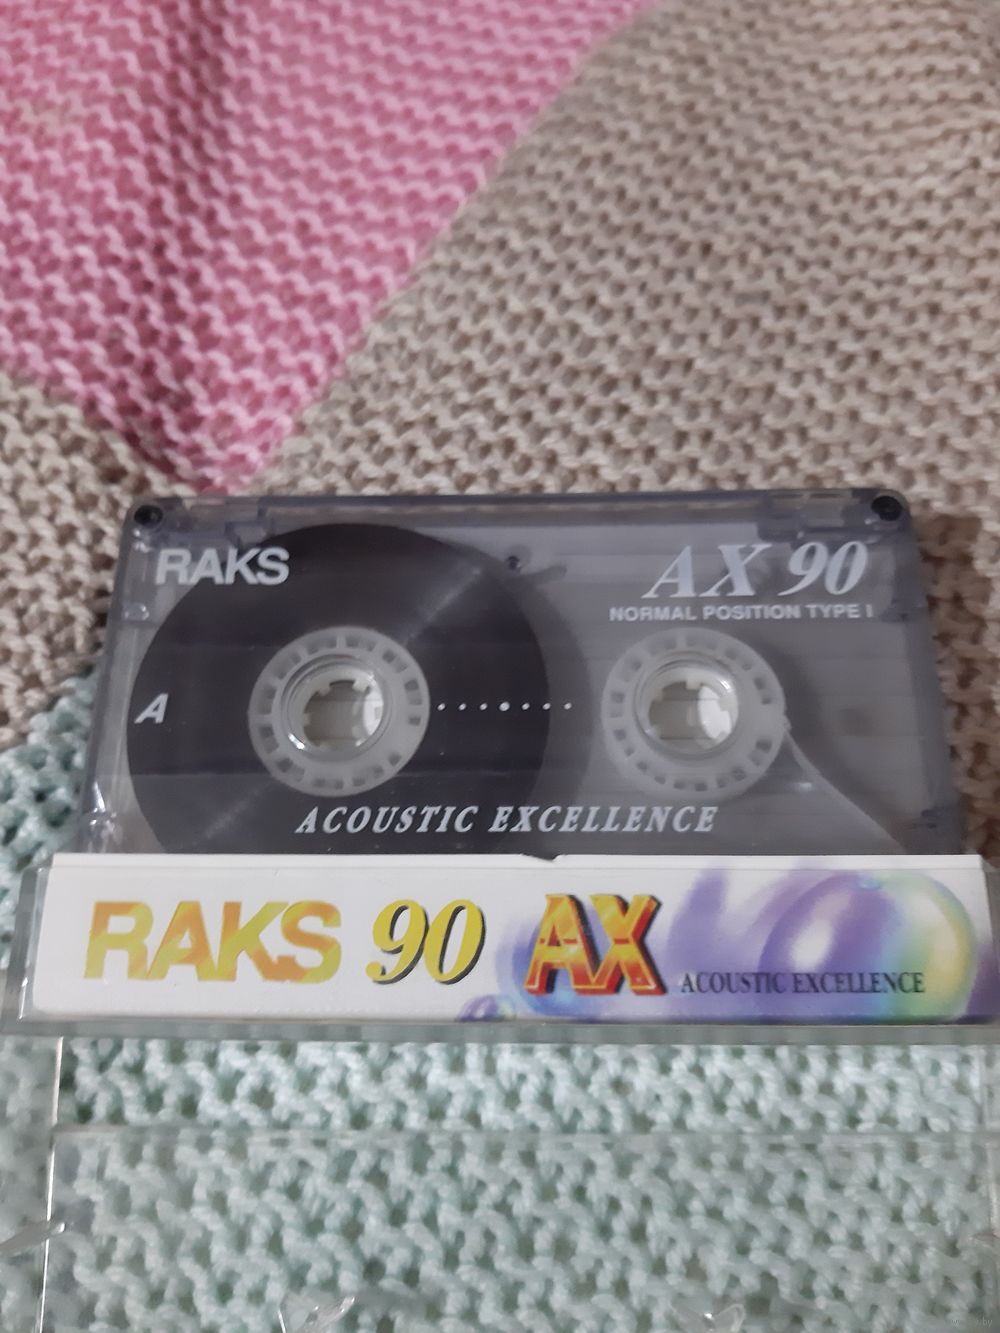 RAKS
AX 90
NORMAL POSITION TYPE I
A
ACOUSTIC EXCELLENCE
RAKS 90 AX ACOUSTIC EXCELLENCE